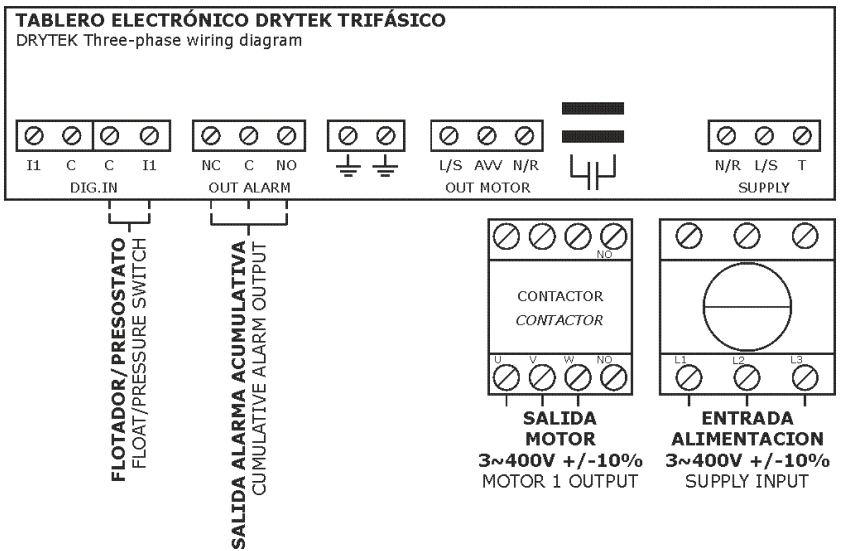 TABLERO ELECTRÓNICO DRYTEK TRIFÁSICO
DRYTEK Three-phase wiring diagram
I1 C C I1
DIG.IN
NC C NO
OUT ALARM
L/S AVV N/R
OUT MOTOR
N/R L/S T
SUPPLY
FLOTADOR/PRESOSTATO
FLOAT/PRESSURE SWITCH
SALIDA ALARMA ACUMULATIVA
CUMULATIVE ALARM OUTPUT
NO
CONTACTOR
CONTACTOR
U V W NO
SALIDA
MOTOR
3~400V +/-10%
MOTOR 1 OUTPUT
L1 L2 L3
ENTRADA
ALIMENTACION
3~400V +/-10%
SUPPLY INPUT